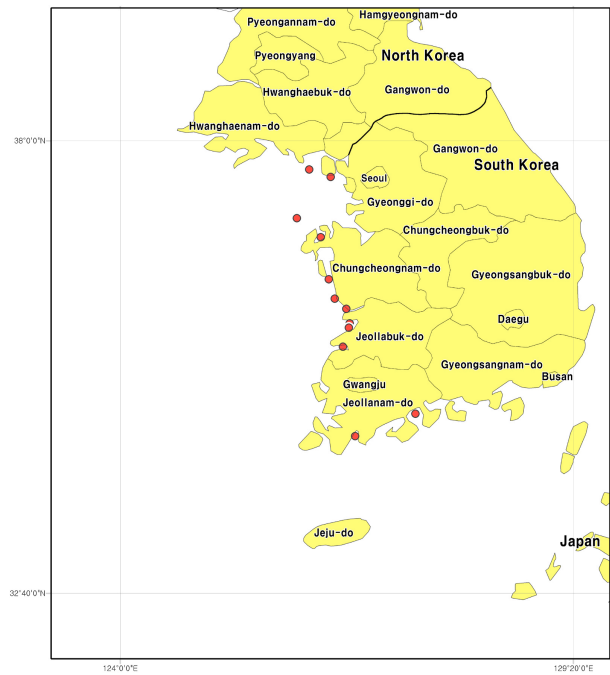 Hamgyeongnam-do
Pyeongannam-do
Pyeongyang
North Korea
Hwanghaebuk-do
Gangwon-do
Hwanghaenam-do
38°0'0"N
Gangwon-do
South Korea
Seoul
Gyeonggi-do
Chungcheongbuk-do
Chungcheongnam-do
Gyeongsangbuk-do
Daegu
Jeollabuk-do
Gyeongsangnam-do
Busan
Gwangju
Jeollanam-do
Jeju-do
Japan
32°40'0"N
124°0'0"E
129°20'0"E